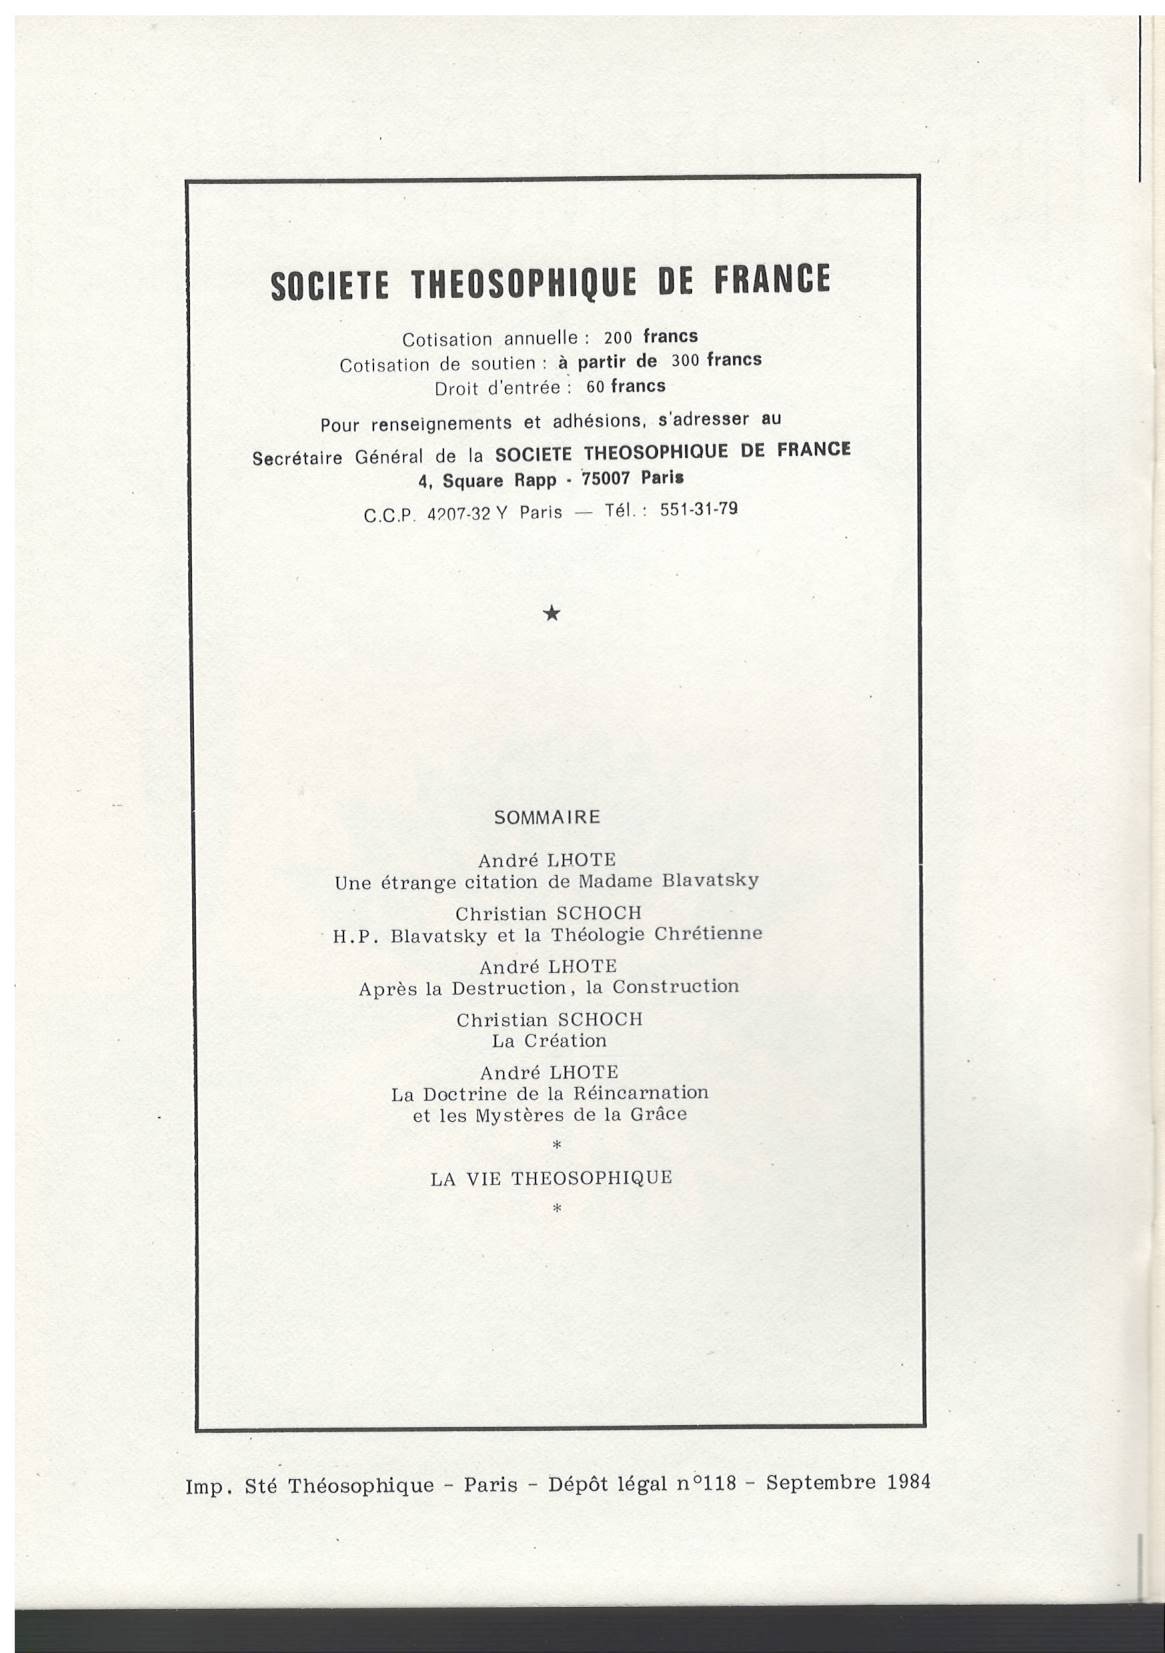 SOCIETE THEOSOPHIQUE DE FRANCE
Cotisation annuelle : 200 francs
Cotisation de soutien : à partir de 300 francs
Droit d'entrée : 60 francs
Pour renseignements et adhésions, s'adresser au
Secrétaire Général de la SOCIETE THEOSOPHIQUE DE FRANCE
4, Square Rapp - 75007 Paris
C.C.P. 4207-32 Y Paris — Tél. : 551-31-79
★
SOMMAIRE
André LHOTE
Une étrange citation de Madame Blavatsky
Christian SCHOCH
H.P. Blavatsky et la Théologie Chrétienne
André LHOTE
Après la Destruction, la Construction
Christian SCHOCH
La Création
André LHOTE
La Doctrine de la Réincarnation
et les Mystères de la Grâce
*
LA VIE THEOSOPHIQUE
*
Imp. Sté Théosophique - Paris - Dépôt légal n°118 - Septembre 1984